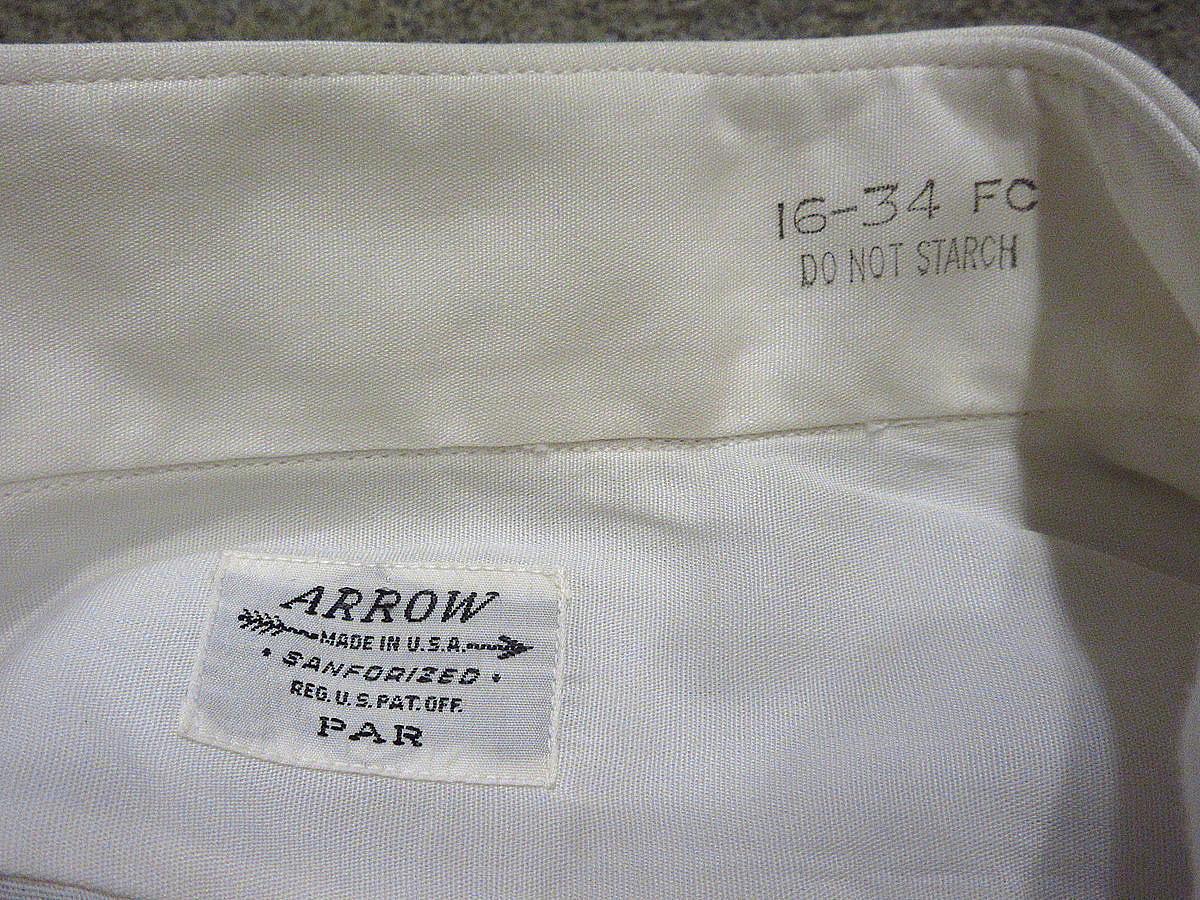 16-34 FC
DO NOT STARCH
ARROW
MADE IN U.S.A.
• SANFORIZED •
REG. U.S. PAT. OFF.
PAR